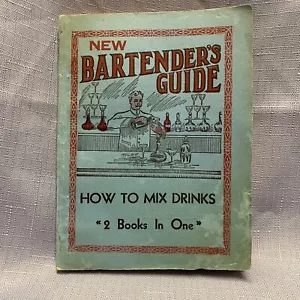 NEW
BARTENDER'S
GUIDE
HOW TO MIX DRINKS
"2 Books In One"